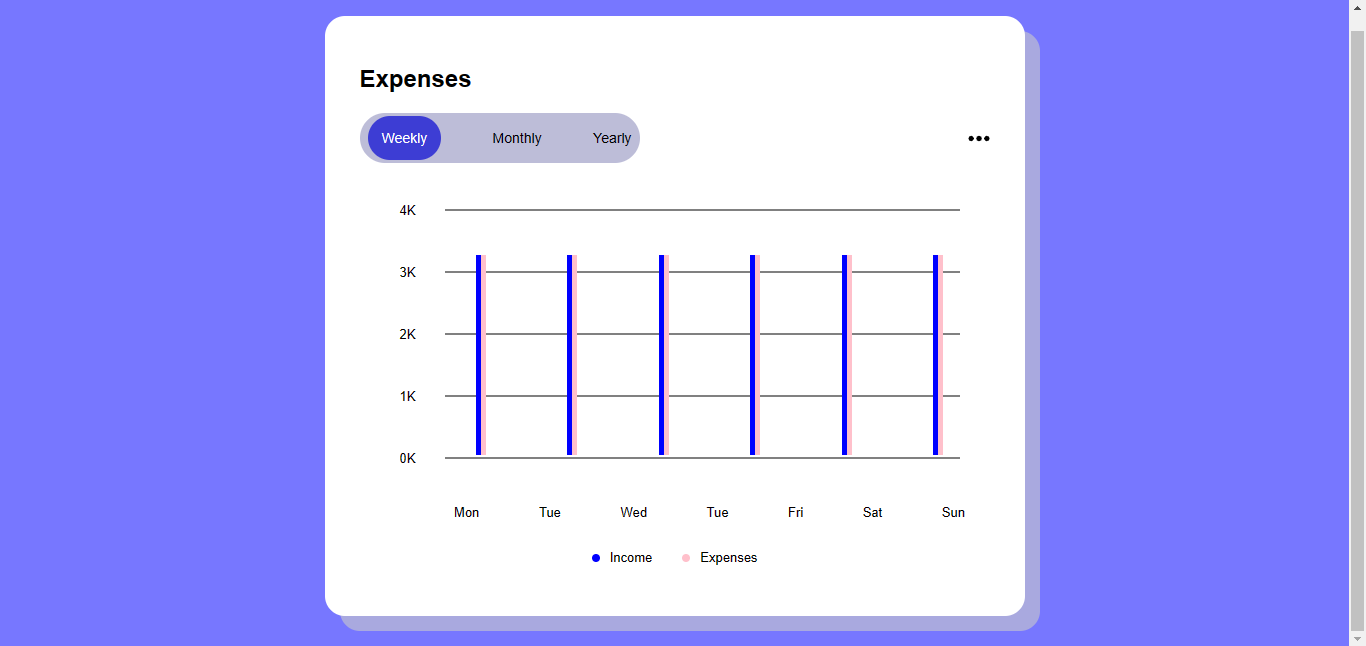 Expenses
Weekly Monthly Yearly
4K
3K
2K
1K
0K
Mon Tue Wed Tue Fri Sat Sun
Income Expenses